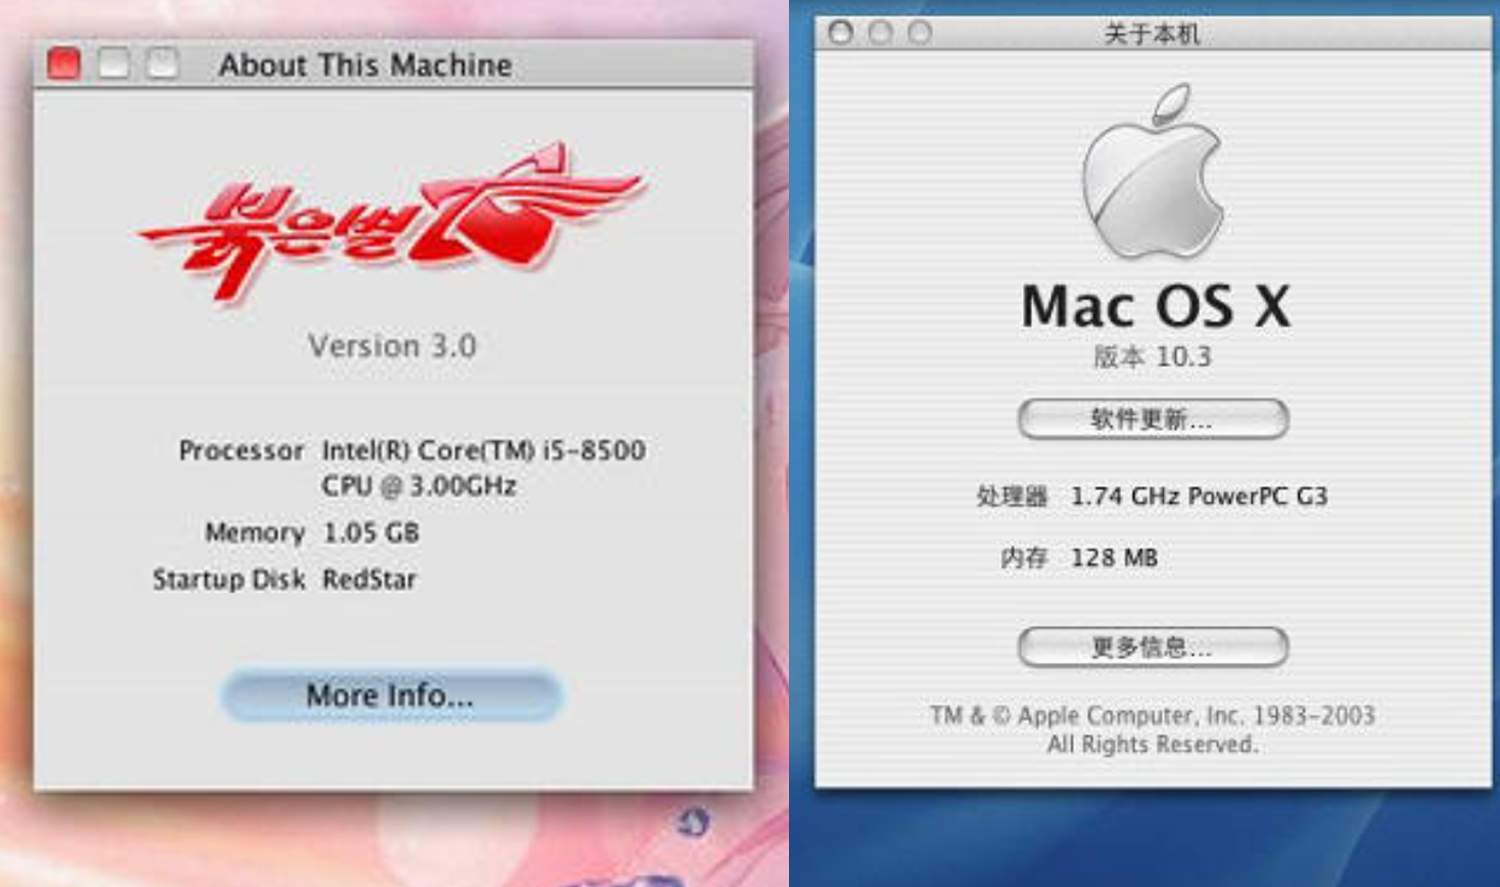 About This Machine
붉은별
Version 3.0
Processor Intel(R) Core(TM) i5-8500
CPU @ 3.00GHz
Memory 1.05 GB
Startup Disk RedStar
More Info...
关于本机
Mac OS X
版本 10.3
软件更新...
处理器 1.74 GHz PowerPC G3
内存 128 MB
更多信息...
TM & © Apple Computer, Inc. 1983-2003
All Rights Reserved.